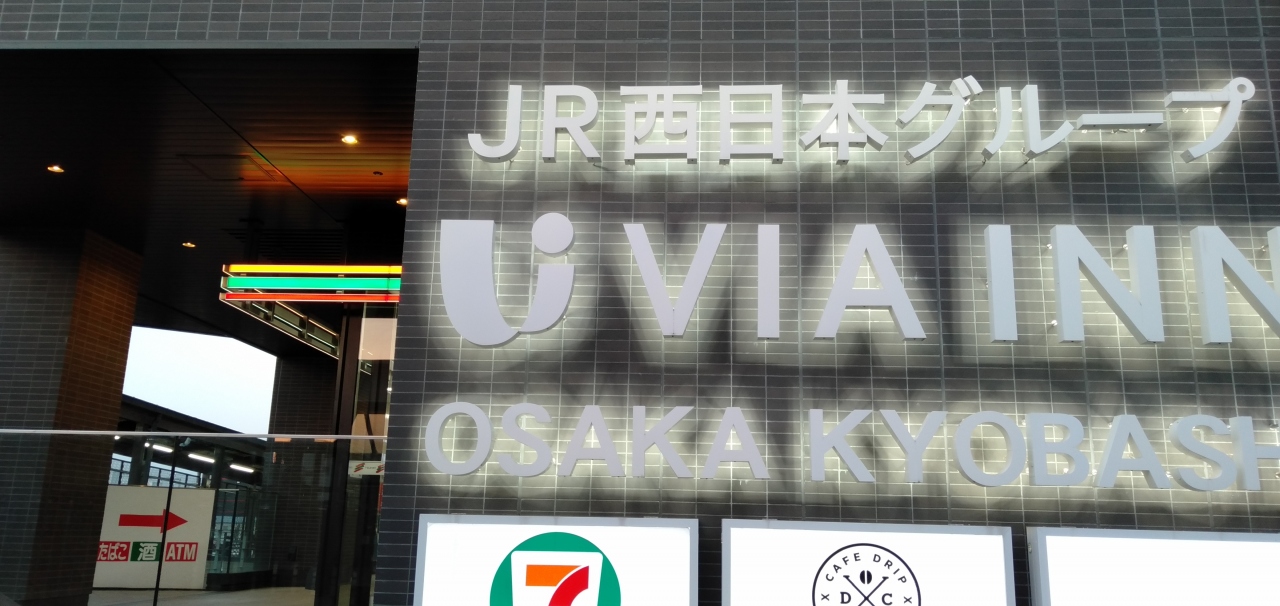 JR西日本グループ
VIA INN
OSAKA KYOBASH
たばこ 酒 ATM
7
CAFE DRIP
D C